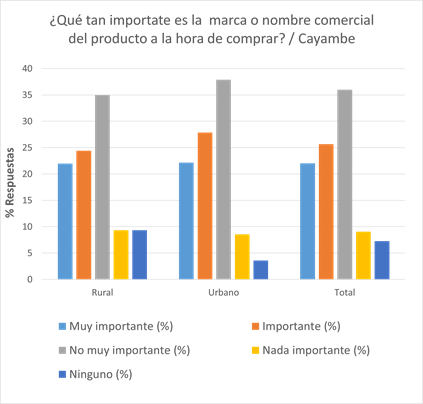 ¿Qué tan importate es la  marca o nombre comercial
del producto a la hora de comprar? / Cayambe
40
35
30
25
20
15
10
5
0
% Respuestas
Rural
Urbano
Total
Muy importante (%)
Importante (%)
No muy importante (%)
Nada importante (%)
Ninguno (%)